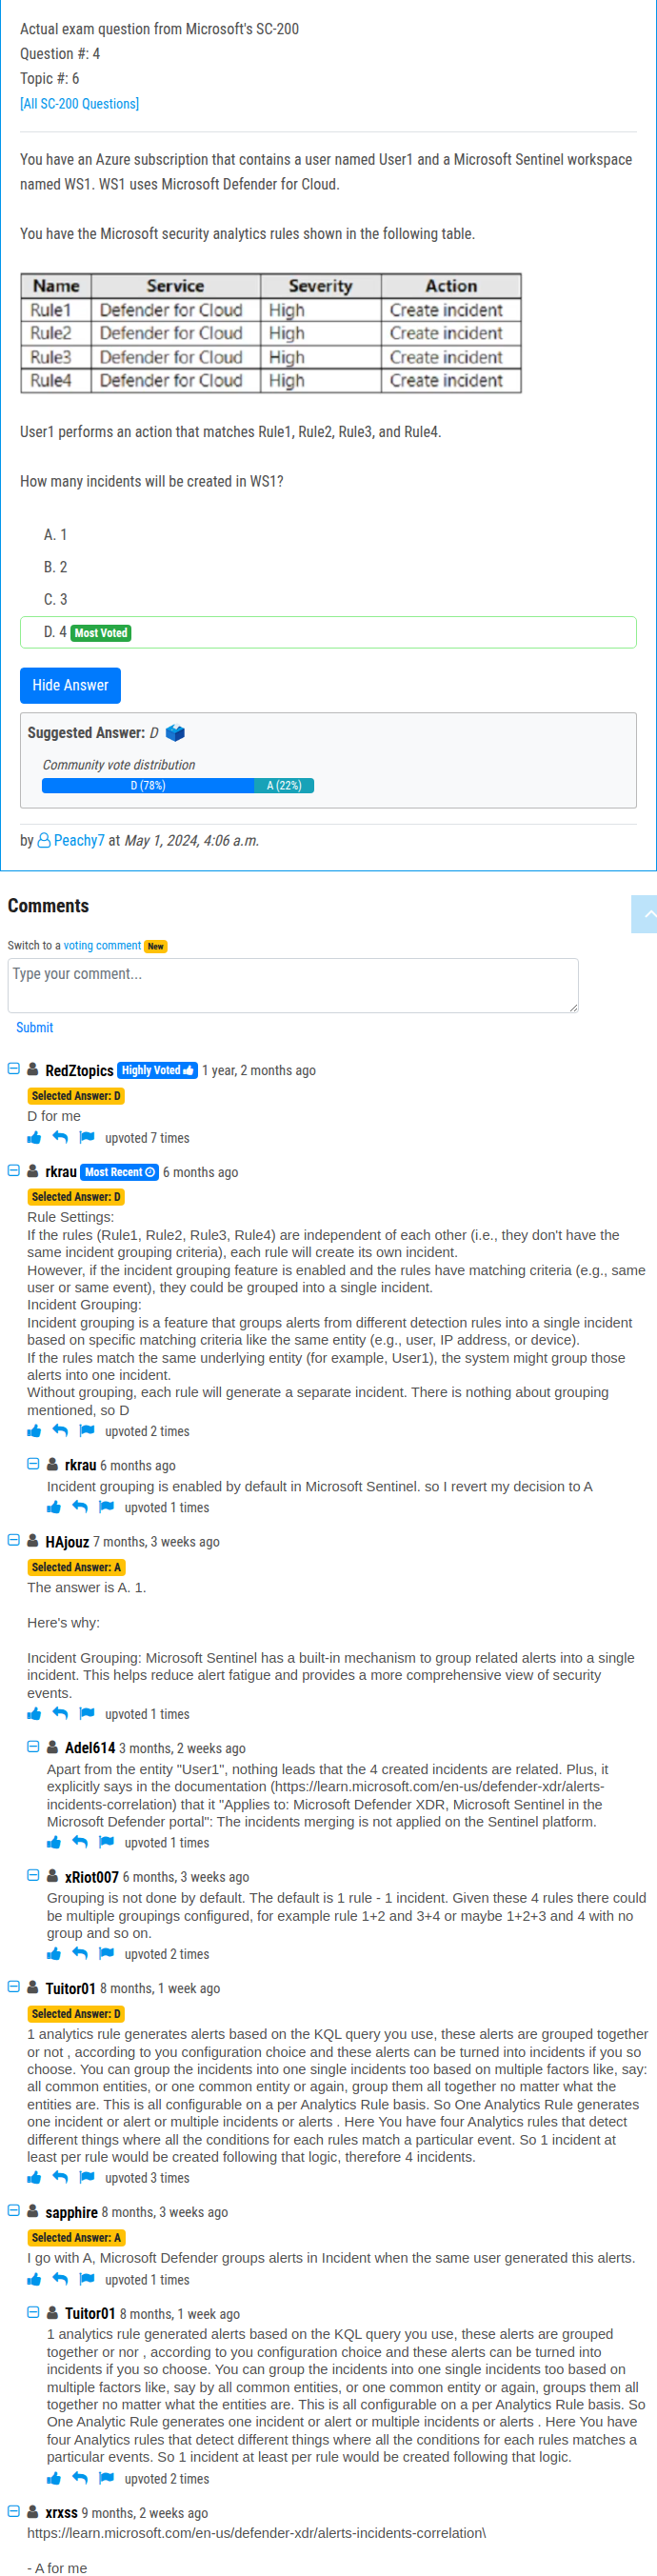 Actual exam question from Microsoft's SC-200
Question #: 4
Topic #: 6
[All SC-200 Questions]
You have an Azure subscription that contains a user named User1 and a Microsoft Sentinel workspace
named WS1. WS1 uses Microsoft Defender for Cloud.
You have the Microsoft security analytics rules shown in the following table.
Name Service Severity Action
Rule1 Defender for Cloud High Create incident
Rule2 Defender for Cloud High Create incident
Rule3 Defender for Cloud High Create incident
Rule4 Defender for Cloud High Create incident
User1 performs an action that matches Rule1, Rule2, Rule3, and Rule4.
How many incidents will be created in WS1?
A. 1
B. 2
C. 3
D. 4 Most Voted
Hide Answer
Suggested Answer: D
Community vote distribution
D (78%) A (22%)
by Peachy7 at May 1, 2024, 4:06 a.m.
Comments
Switch to a voting comment New
Type your comment...
Submit
RedZtopics Highly Voted 1 year, 2 months ago
Selected Answer: D
D for me
upvoted 7 times
rkrau Most Recent 6 months ago
Selected Answer: D
Rule Settings:
If the rules (Rule1, Rule2, Rule3, Rule4) are independent of each other (i.e., they don't have the
same incident grouping criteria), each rule will create its own incident.
However, if the incident grouping feature is enabled and the rules have matching criteria (e.g., same
user or same event), they could be grouped into a single incident.
Incident Grouping:
Incident grouping is a feature that groups alerts from different detection rules into a single incident
based on specific matching criteria like the same entity (e.g., user, IP address, or device).
If the rules match the same underlying entity (for example, User1), the system might group those
alerts into one incident.
Without grouping, each rule will generate a separate incident. There is nothing about grouping
mentioned, so D
upvoted 2 times
rkrau 6 months ago
Incident grouping is enabled by default in Microsoft Sentinel. so I revert my decision to A
upvoted 1 times
HAjouz 7 months, 3 weeks ago
Selected Answer: A
The answer is A. 1.
Here's why:
Incident Grouping: Microsoft Sentinel has a built-in mechanism to group related alerts into a single
incident. This helps reduce alert fatigue and provides a more comprehensive view of security
events.
upvoted 1 times
Adel614 3 months, 2 weeks ago
Apart from the entity "User1", nothing leads that the 4 created incidents are related. Plus, it
explicitly says in the documentation (https://learn.microsoft.com/en-us/defender-xdr/alerts-
incidents-correlation) that it "Applies to: Microsoft Defender XDR, Microsoft Sentinel in the
Microsoft Defender portal": The incidents merging is not applied on the Sentinel platform.
upvoted 1 times
xRiot007 6 months, 3 weeks ago
Grouping is not done by default. The default is 1 rule - 1 incident. Given these 4 rules there could
be multiple groupings configured, for example rule 1+2 and 3+4 or maybe 1+2+3 and 4 with no
group and so on.
upvoted 2 times
Tuitor01 8 months, 1 week ago
Selected Answer: D
1 analytics rule generates alerts based on the KQL query you use, these alerts are grouped together
or not , according to you configuration choice and these alerts can be turned into incidents if you so
choose. You can group the incidents into one single incidents too based on multiple factors like, say:
all common entities, or one common entity or again, group them all together no matter what the
entities are. This is all configurable on a per Analytics Rule basis. So One Analytics Rule generates
one incident or alert or multiple incidents or alerts . Here You have four Analytics rules that detect
different things where all the conditions for each rules match a particular event. So 1 incident at
least per rule would be created following that logic, therefore 4 incidents.
upvoted 3 times
sapphire 8 months, 3 weeks ago
Selected Answer: A
I go with A, Microsoft Defender groups alerts in Incident when the same user generated this alerts.
upvoted 1 times
Tuitor01 8 months, 1 week ago
1 analytics rule generated alerts based on the KQL query you use, these alerts are grouped
together or nor , according to you configuration choice and these alerts can be turned into
incidents if you so choose. You can group the incidents into one single incidents too based on
multiple factors like, say by all common entities, or one common entity or again, groups them all
together no matter what the entities are. This is all configurable on a per Analytics Rule basis. So
One Analytic Rule generates one incident or alert or multiple incidents or alerts . Here You have
four Analytics rules that detect different things where all the conditions for each rules matches a
particular events. So 1 incident at least per rule would be created following that logic.
upvoted 2 times
xrxss 9 months, 2 weeks ago
https://learn.microsoft.com/en-us/defender-xdr/alerts-incidents-correlation\
- A for me